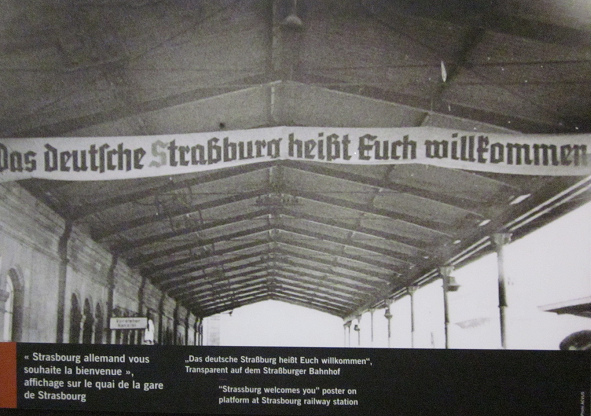 Das deutsche Straßburg heißt Euch willkommen
« Strasbourg allemand vous
souhaite la bienvenue »,
affichage sur le quai de la gare
de Strasbourg
„Das deutsche Straßburg heißt Euch willkommen“,
Transparent auf dem Straßburger Bahnhof
"Strassburg welcomes you" poster on
platform at Strasbourg railway station